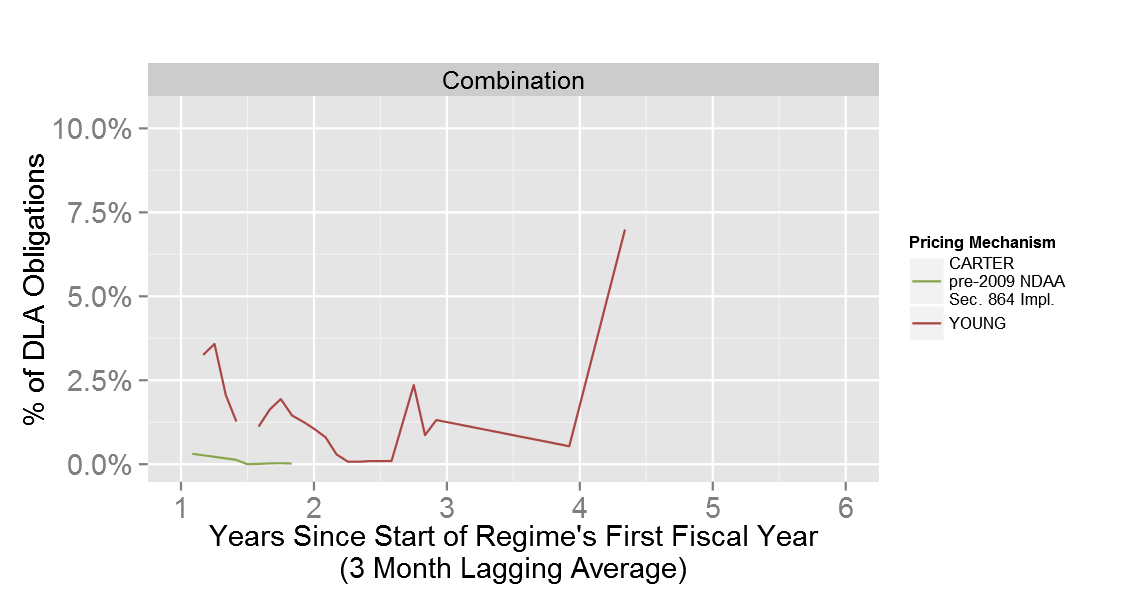 Combination
% of DLA Obligations
10.0%
7.5%
5.0%
2.5%
0.0%
1 2 3 4 5 6
Years Since Start of Regime's First Fiscal Year
(3 Month Lagging Average)
Pricing Mechanism
CARTER
pre-2009 NDAA
Sec. 864 Impl.
YOUNG